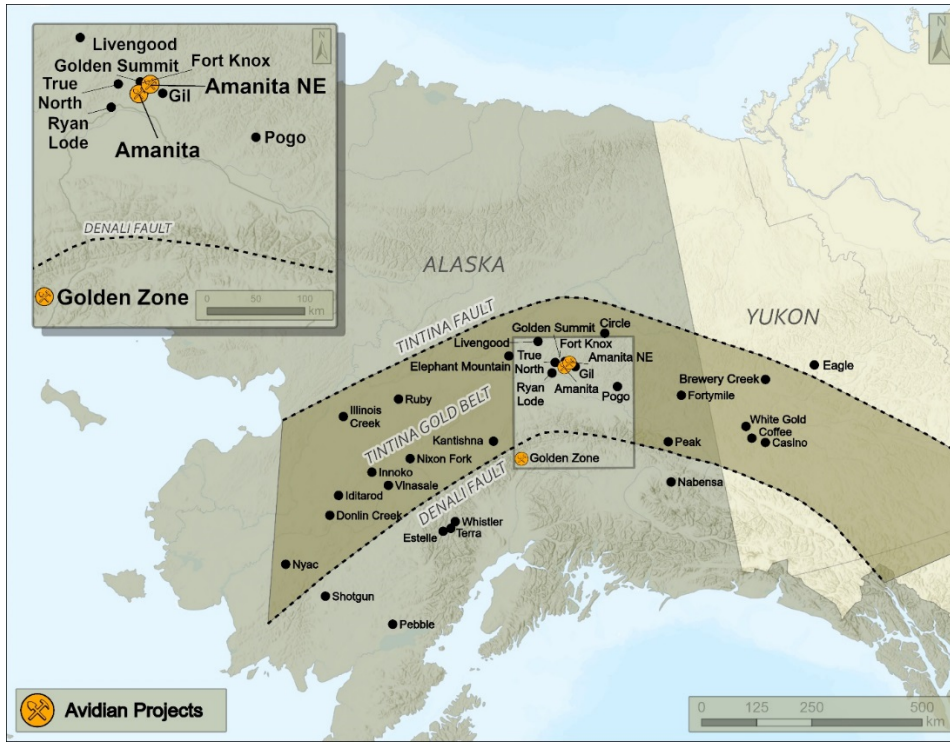 N
Livengood
Golden Summit
Fort Knox
True
North
Amanita NE
Gil
Ryan
Lode
Amanita
Pogo
DENALI FAULT
Golden Zone
0 50 100
km
N
ALASKA
YUKON
TINTINA FAULT
Golden Summit
Circle
Livengood
Fort Knox
Elephant Mountain
True
North
Amanita NE
Gil
Ryan
Lode
Amanita
Pogo
Eagle
Brewery Creek
Fortymile
Ruby
Illinois
Creek
TINTINA GOLD BELT
White Gold
Coffee
Casino
Kantishna
Peak
Nixon Fork
Golden Zone
Innoko
Vlnasale
DENALI FAULT
Nabensa
Iditarod
Donlin Creek
Whistler
Estelle
Terra
Nyac
Shotgun
Pebble
Avidian Projects
0 125 250 500
km